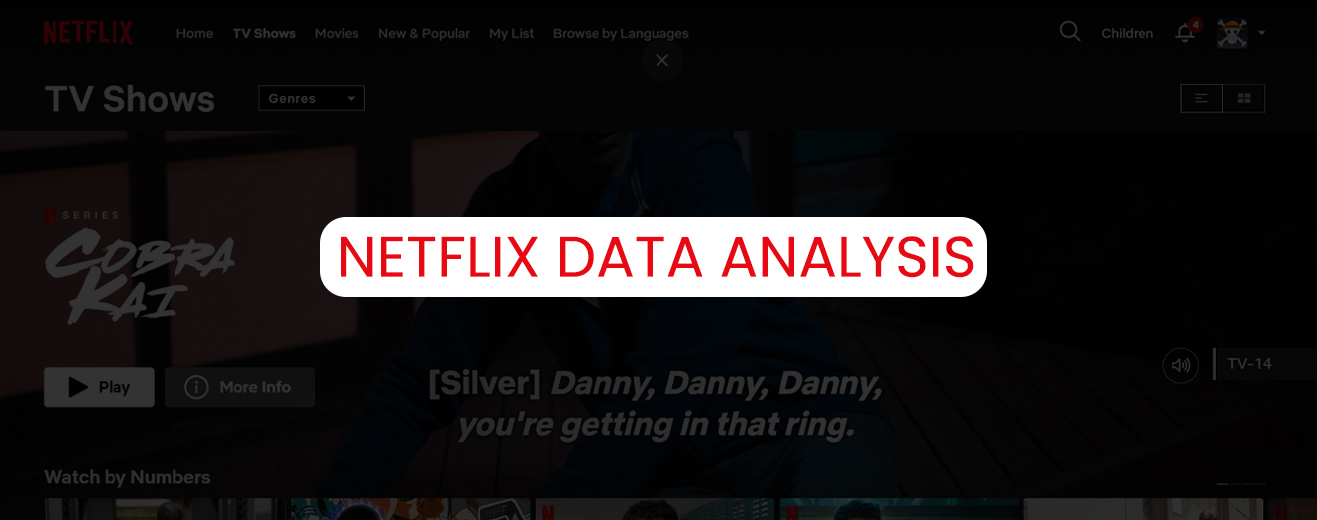 NETFLIX
Home TV Shows Movies New & Popular My List Browse by Languages
Children 4
TV Shows
Genres
SERIES
COBRA
KAI
NETFLIX DATA ANALYSIS
TV-14
Play More Info
[Silver] Danny, Danny, Danny,
you're getting in that ring.
Watch by Numbers